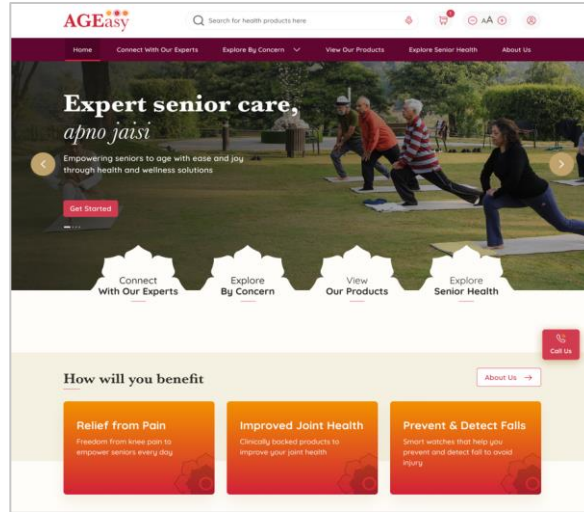 AGEasy
Search for health products here
0
AA
Home
Connect With Our Experts
Explore By Concern
View Our Products
Explore Senior Health
About Us
Expert senior care,
apno jaisi
Empowering seniors to age with ease and joy
through health and wellness solutions
Get Started
Connect
With Our Experts
Explore
By Concern
View
Our Products
Explore
Senior Health
Call Us
How will you benefit
About Us
Relief from Pain
Freedom from knee pain to
empower seniors every day
Improved Joint Health
Clinically backed products to
improve your joint health
Prevent & Detect Falls
Smart watches that help you
prevent and detect fall to avoid
injury